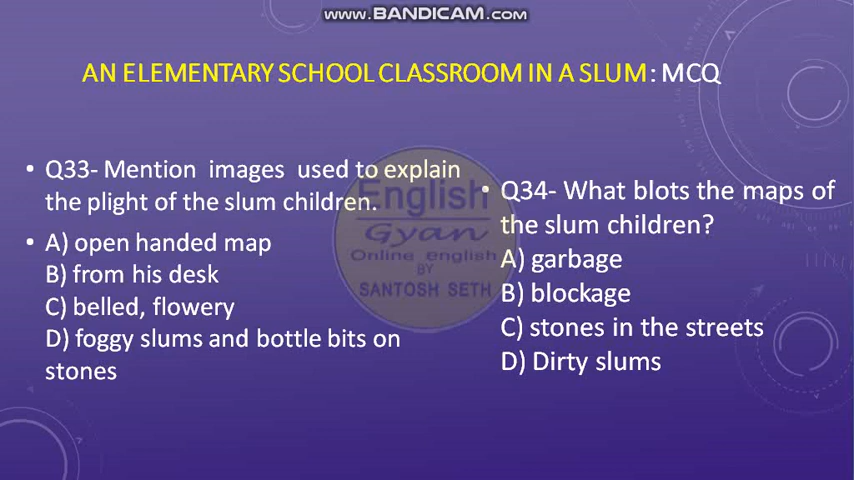 www.BANDICAM.com
AN ELEMENTARY SCHOOL CLASSROOM IN A SLUM : MCQ
• Q33- Mention images used to explain
the plight of the slum children.
• A) open handed map
B) from his desk
C) belled, flowery
D) foggy slums and bottle bits on
stones
English
Gyan
Online english
BY
SANTOSH SETH
• Q34- What blots the maps of
the slum children?
A) garbage
B) blockage
C) stones in the streets
D) Dirty slums